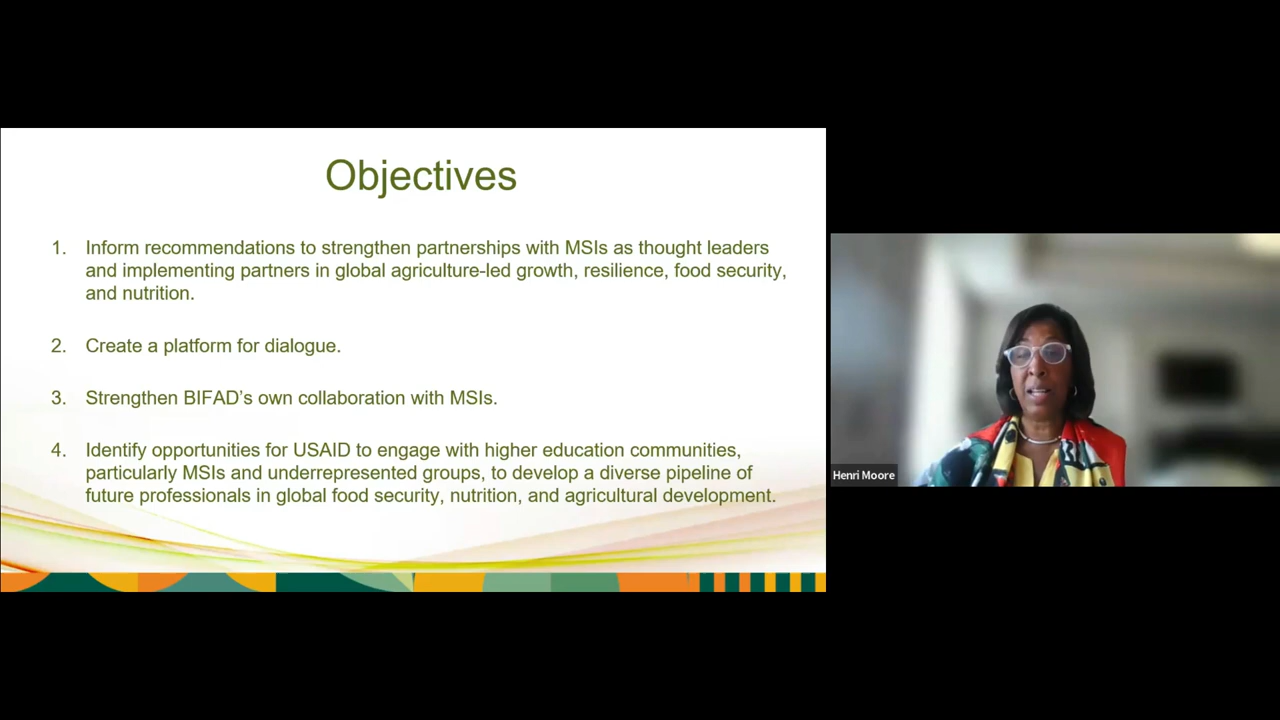 Objectives
1. Inform recommendations to strengthen partnerships with MSIs as thought leaders
and implementing partners in global agriculture-led growth, resilience, food security,
and nutrition.
2. Create a platform for dialogue.
3. Strengthen BIFAD’s own collaboration with MSIs.
4. Identify opportunities for USAID to engage with higher education communities,
particularly MSIs and underrepresented groups, to develop a diverse pipeline of
future professionals in global food security, nutrition, and agricultural development.
Henri Moore